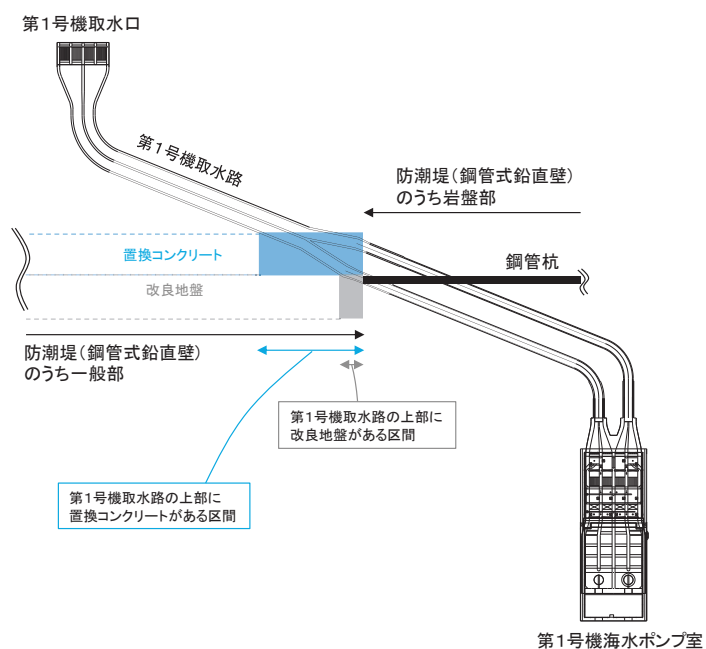 第1号機取水口
第1号機取水路
防潮堤(鋼管式鉛直壁)
のうち岩盤部
置換コンクリート
鋼管杭
改良地盤
防潮堤(鋼管式鉛直壁)
のうち一般部
第1号機取水路の上部に
改良地盤がある区間
第1号機取水路の上部に
置換コンクリートがある区間
第1号機海水ポンプ室